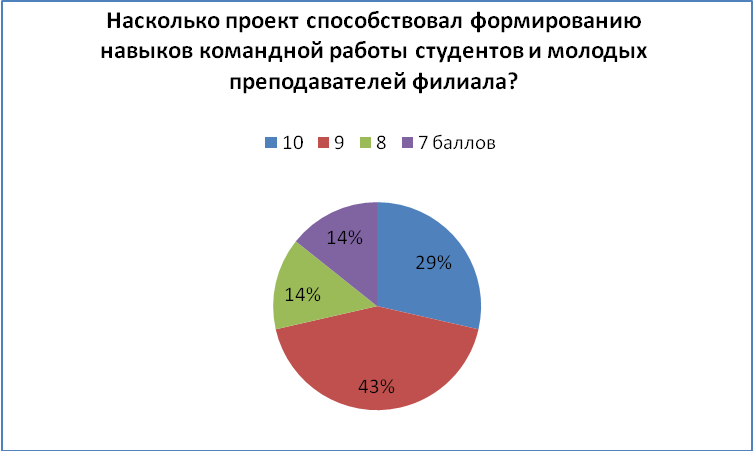 Насколько проект способствовал формированию
навыков командной работы студентов и молодых
преподавателей филиала?
10 9 8 7 баллов
14%
29%
14%
43%